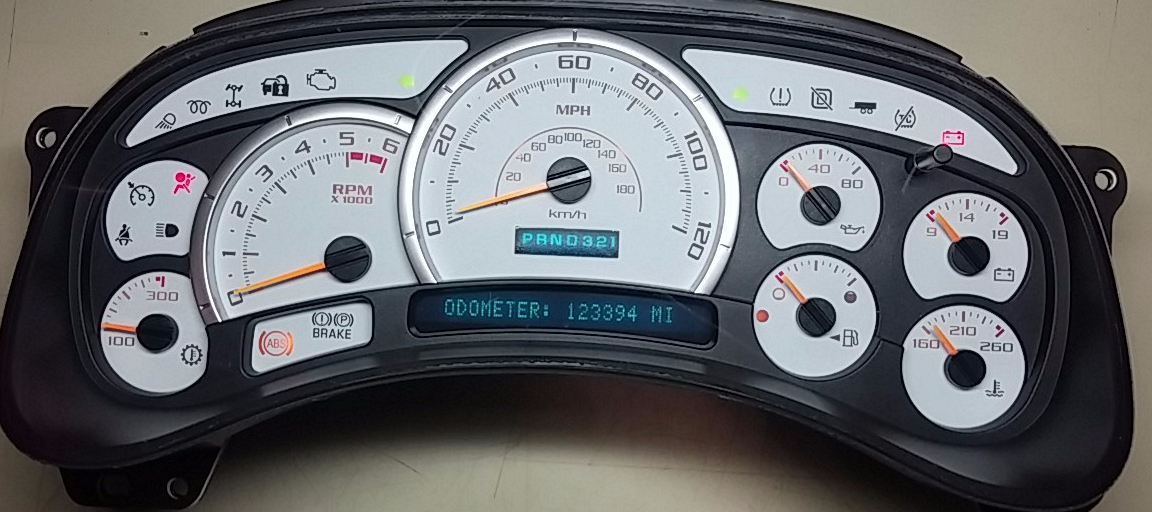 0 1 2 3 4 5 6
RPM
X 1000
0 20 40 60 80 100 120
MPH
20 40 60 80 100 120 140 160 180
km/h
PRND321
0 40 80
9 14 19
100 300
ABS
(!) (P)
BRAKE
ODOMETER: 123394 MI
160 210 260